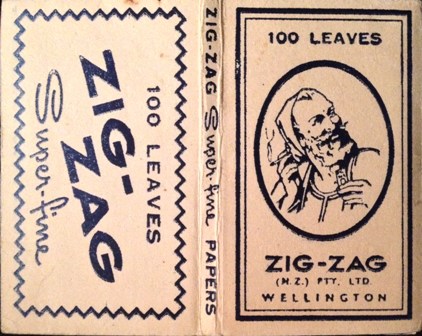 100 LEAVES
ZIG-
ZAG
Super-fine
ZIG-ZAG Super-fine PAPERS
100 LEAVES
ZIG-ZAG
(N.Z.) PTY. LTD.
WELLINGTON